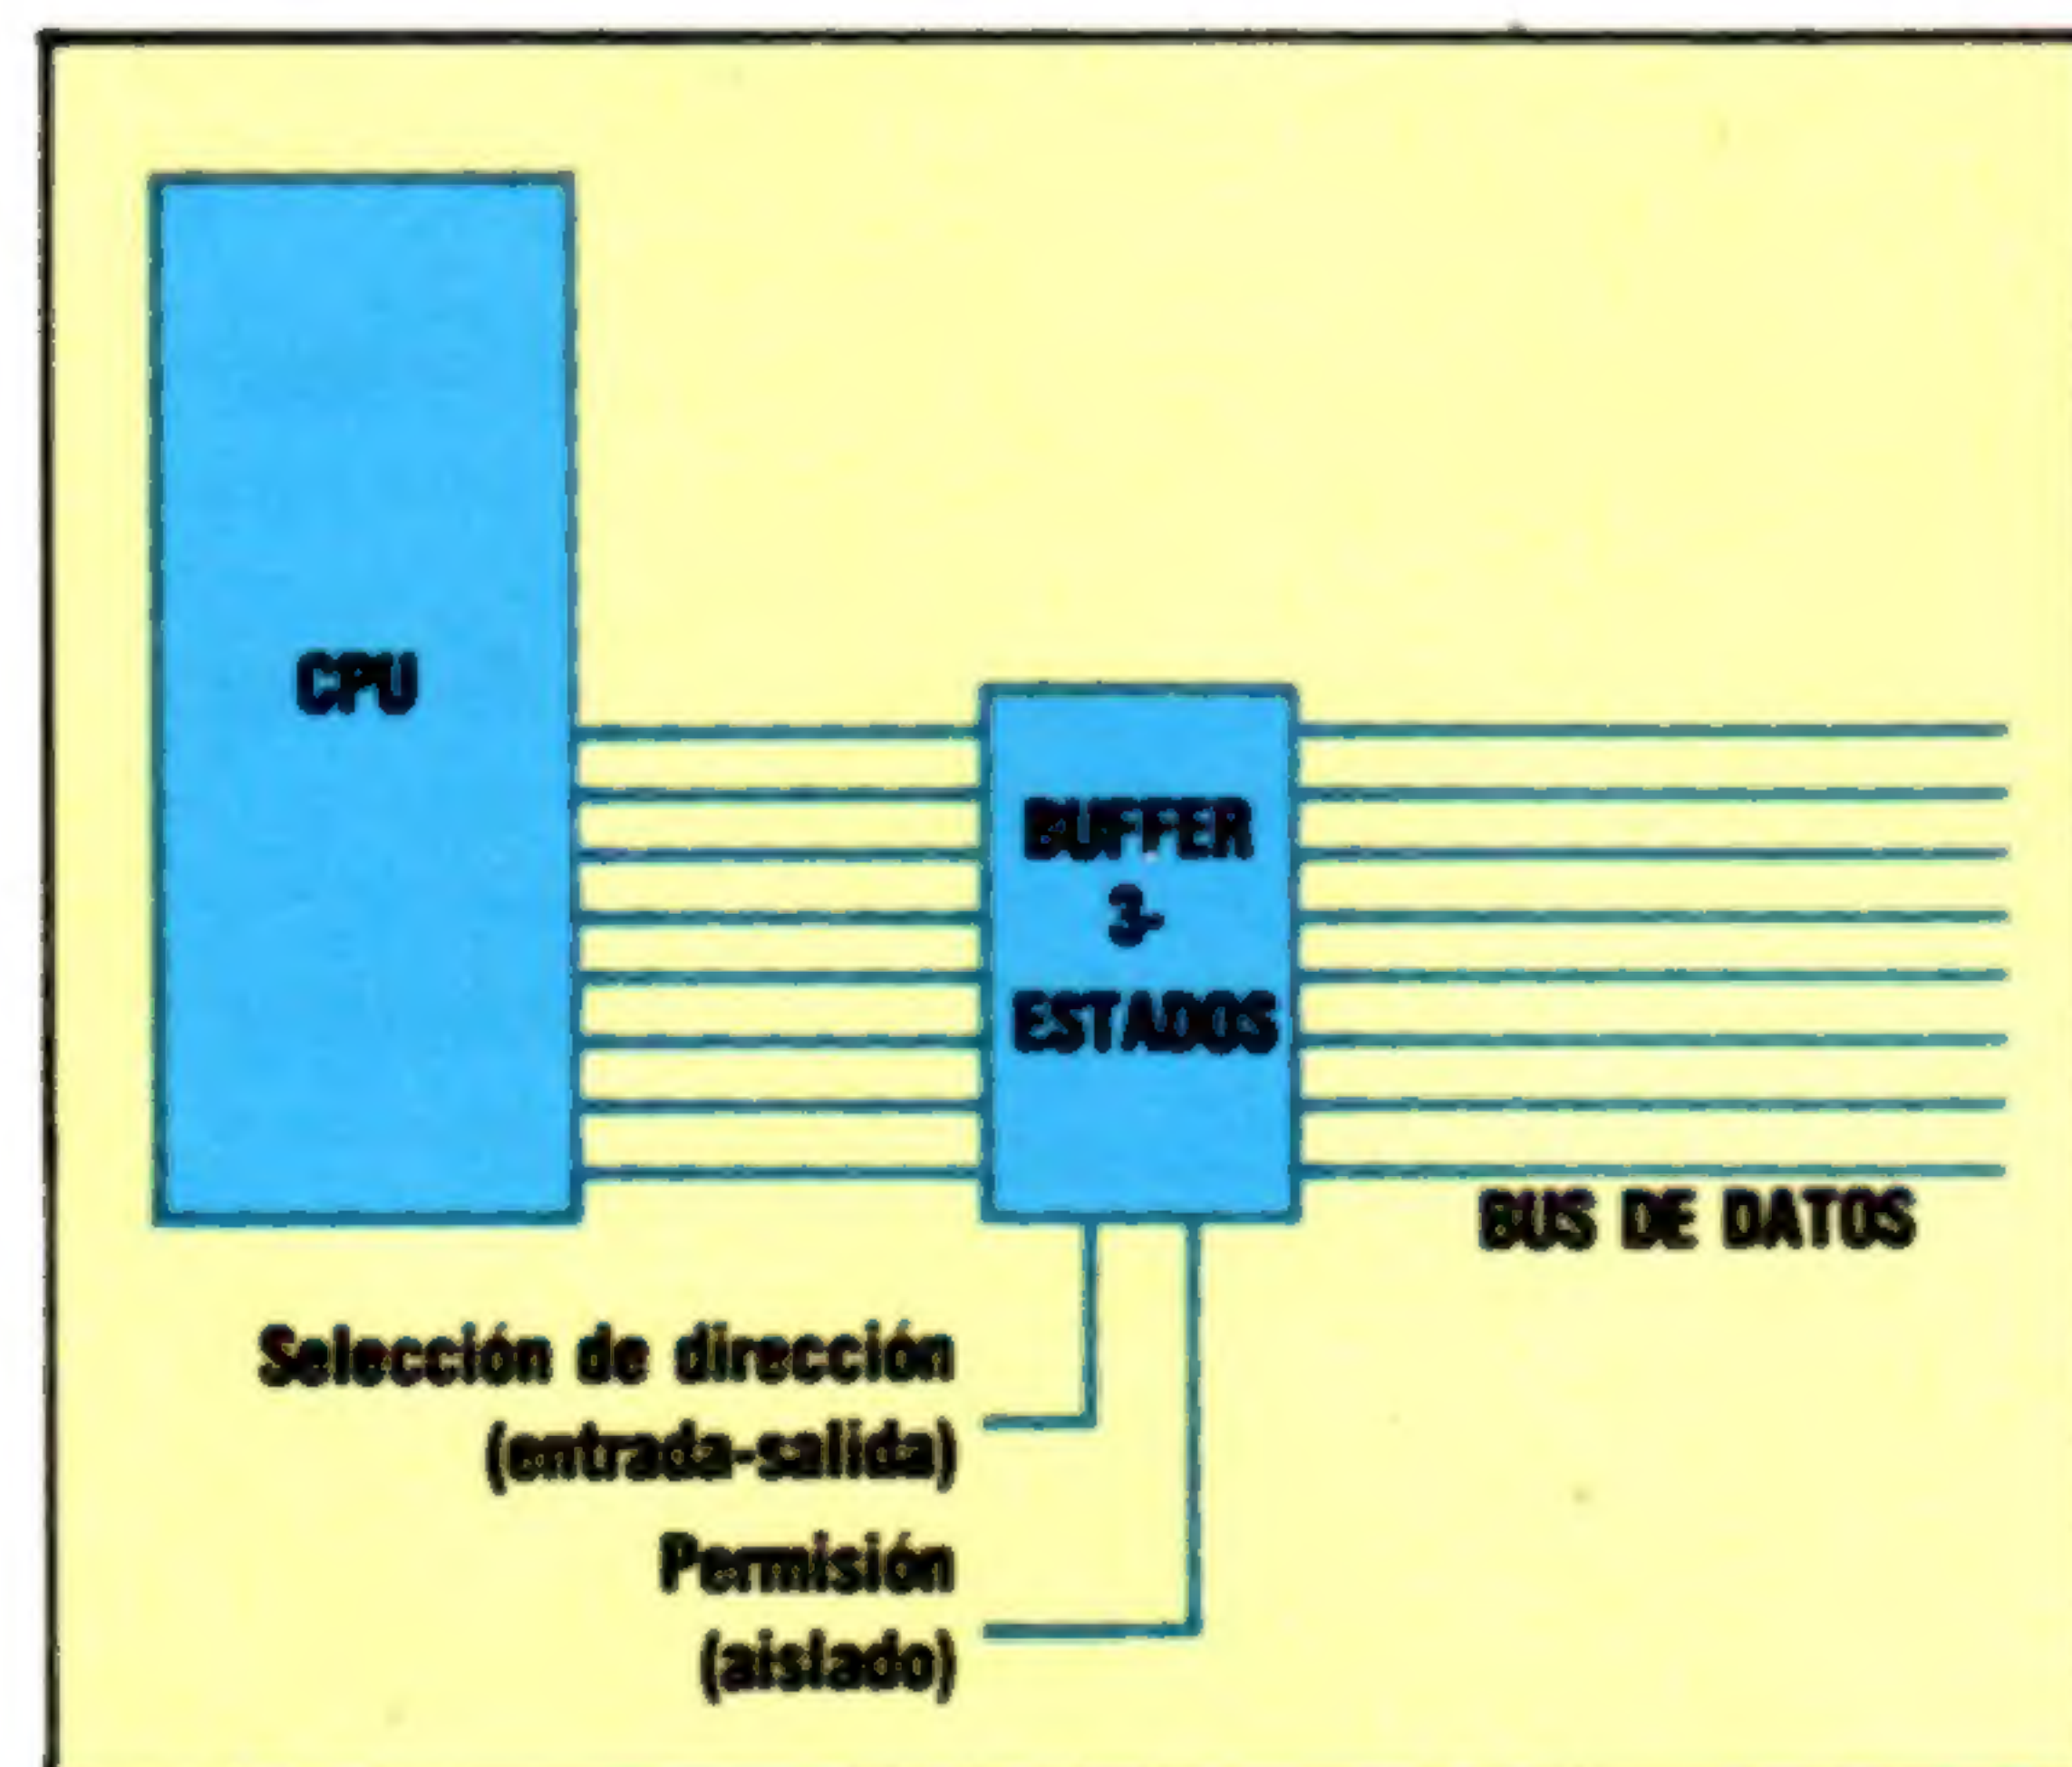 CPU
BUFFER
3-
ESTADOS
BUS DE DATOS
Selección de dirección
(entrada-salida)
Permisión
(aislado)